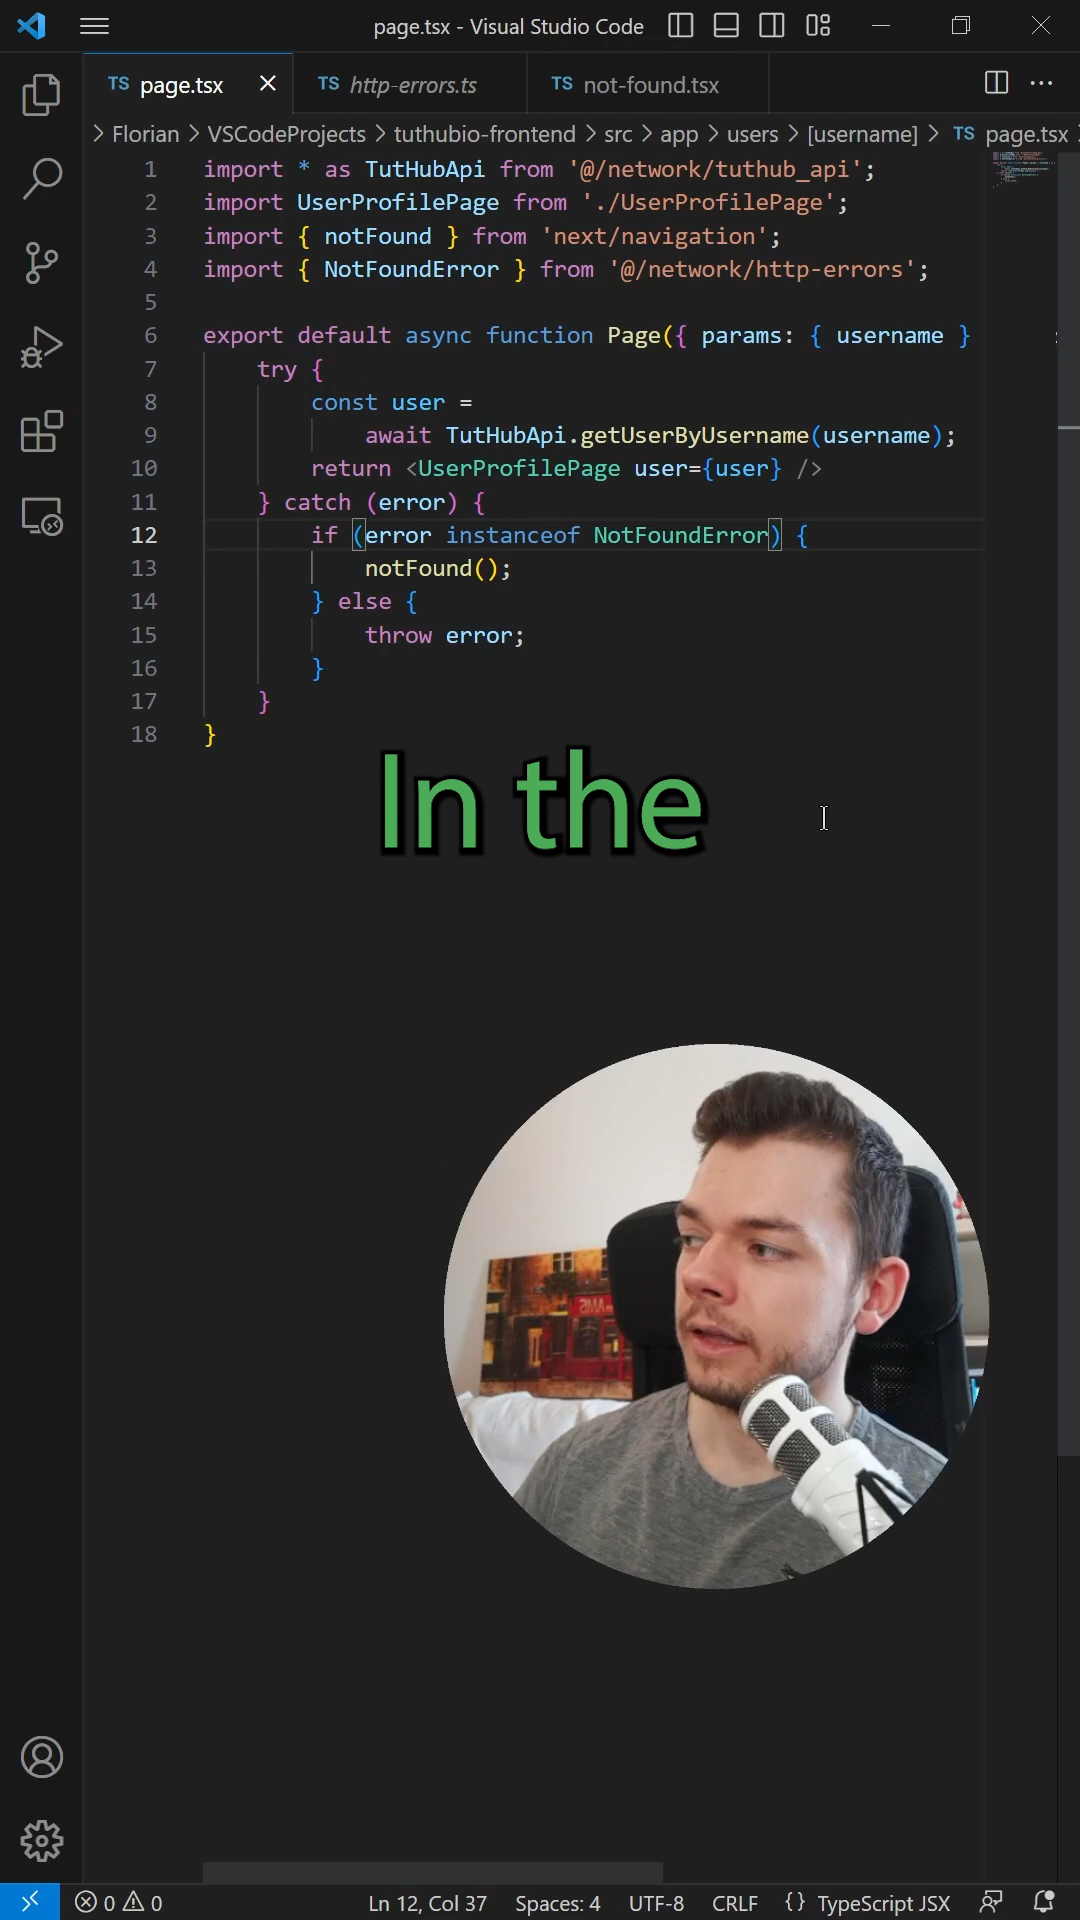 page.tsx - Visual Studio Code
TS page.tsx
TS http-errors.ts
TS not-found.tsx
Florian > VSCodeProjects > tuthubio-frontend > src > app > users > [username] > TS page.tsx
1 import * as TutHubApi from '@/network/tuthub_api';
2 import UserProfilePage from './UserProfilePage';
3 import { notFound } from 'next/navigation';
4 import { NotFoundError } from '@/network/http-errors';
5
6 export default async function Page({ params: { username }
7 try {
8 const user =
9 await TutHubApi.getUserByUsername(username);
10 return <UserProfilePage user={user} />
11 } catch (error) {
12 if (error instanceof NotFoundError) {
13 notFound();
14 } else {
15 throw error;
16 }
17 }
18 }
In the
0 0 Ln 12, Col 37 Spaces: 4 UTF-8 CRLF {} TypeScript JSX